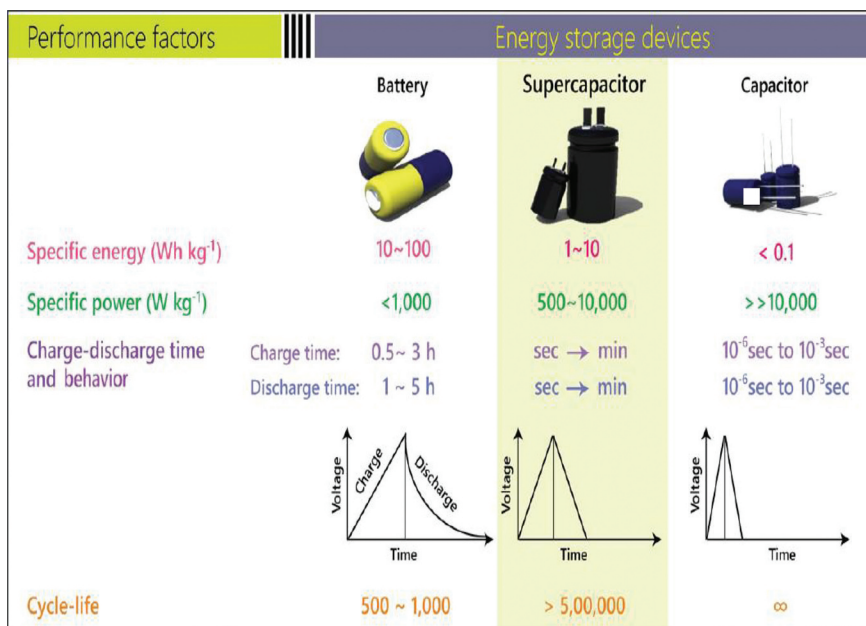 Performance factors
Energy storage devices
Battery
Supercapacitor
Capacitor
Specific energy (Wh kg⁻¹)
10~100
1~10
< 0.1
Specific power (W kg⁻¹)
<1,000
500~10,000
>>10,000
Charge-discharge time
and behavior
Charge time:
0.5~ 3 h
sec → min
10⁻⁶sec to 10⁻³sec
Discharge time:
1 ~ 5 h
sec → min
10⁻⁶sec to 10⁻³sec
Voltage
Charge
Discharge
Time
Voltage
Time
Voltage
Time
Cycle-life
500 ~ 1,000
> 5,00,000
∞